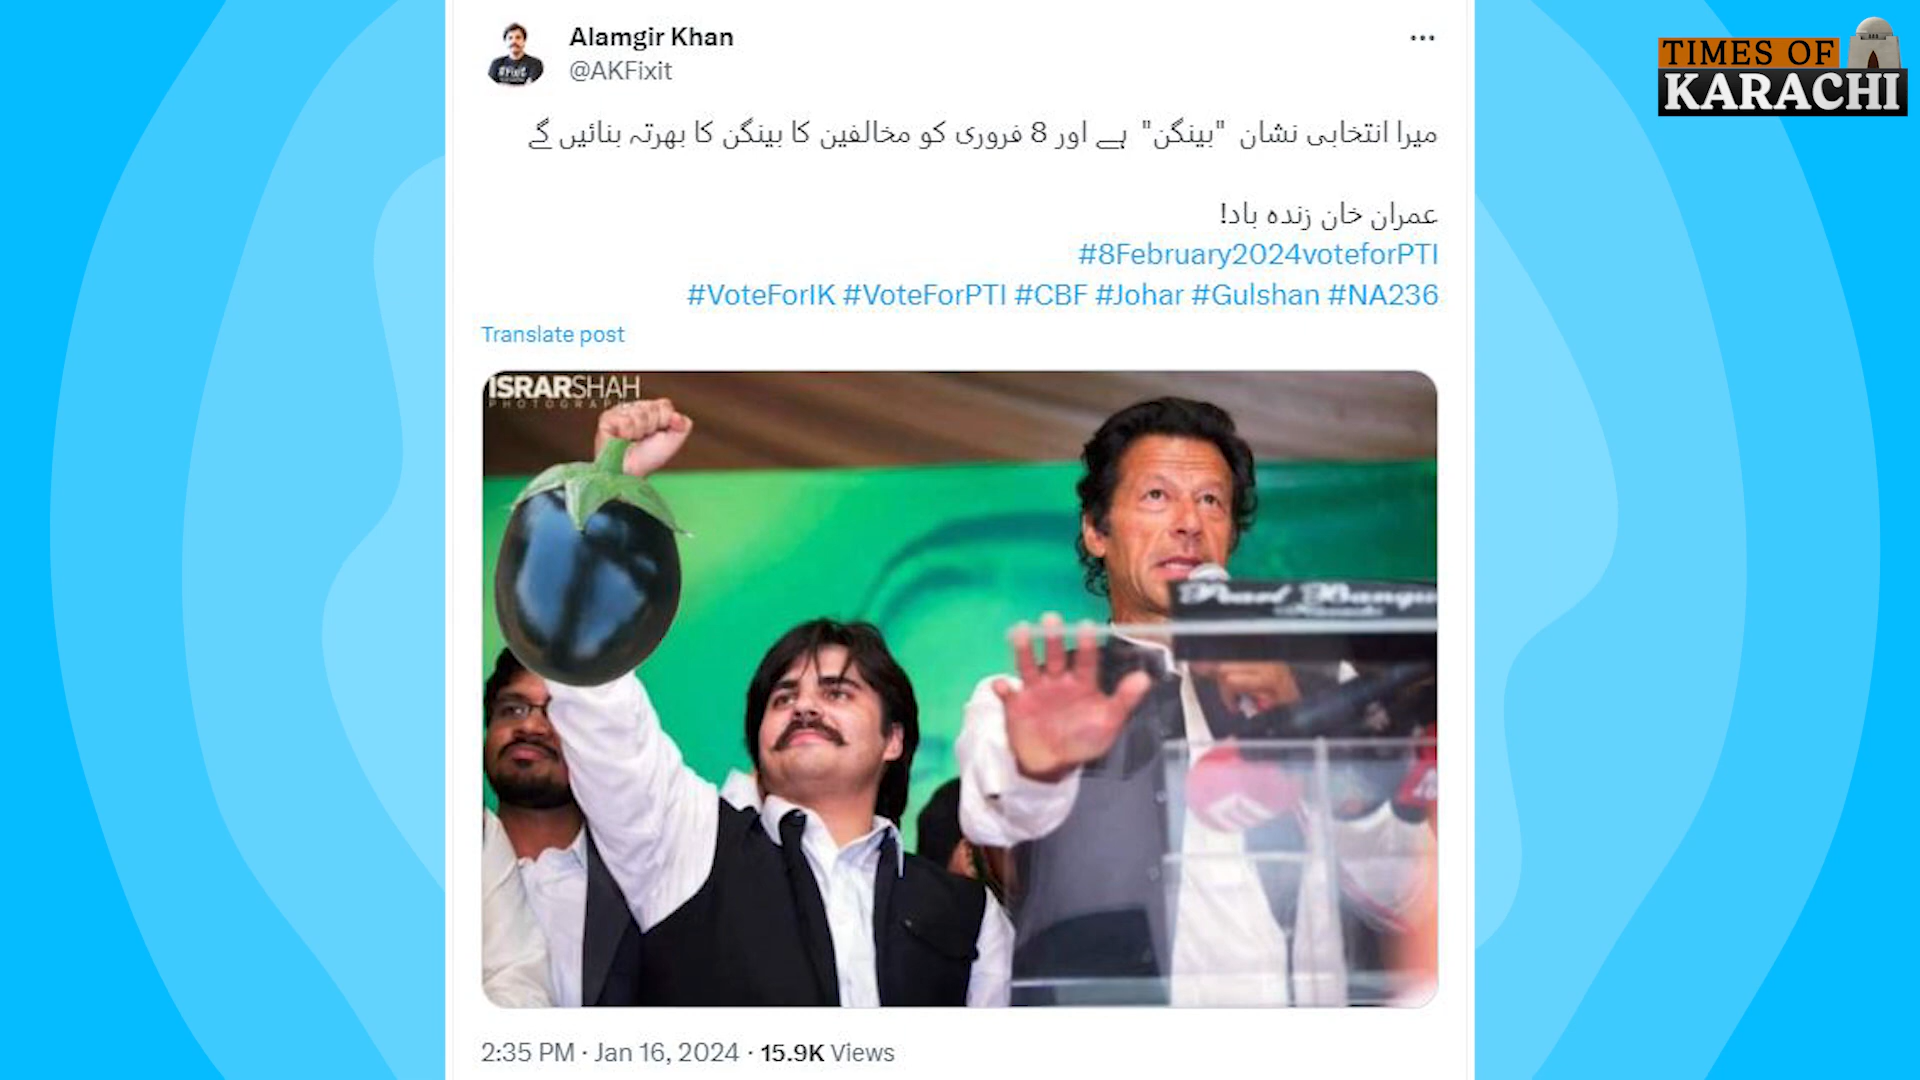 Alamgir Khan
@AKFixit
TIMES OF
KARACHI
میرا انتخابی نشان "بینگن" ہے اور 8 فروری کو مخالفین کا بینگن کا بھرتہ بنائیں گے
عمران خان زندہ باد!
#8February2024voteforPTI
#VoteForIK #VoteForPTI #CBF #Johar #Gulshan #NA236
Translate post
ISRARSHAH
PHOTOGRAPHY
Pearl
2:35 PM · Jan 16, 2024 · 15.9K Views